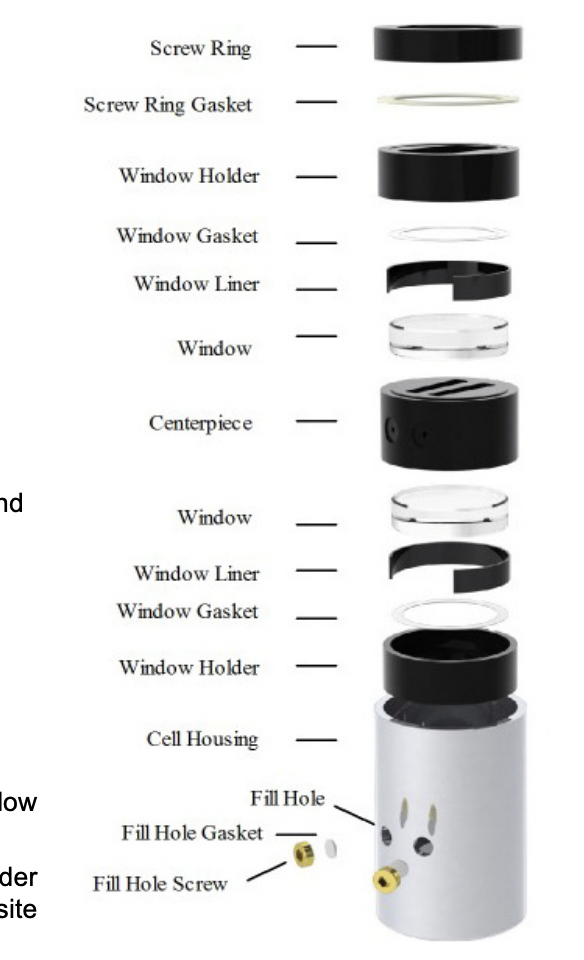 Screw Ring
Screw Ring Gasket
Window Holder
Window Gasket
Window Liner
Window
Centerpiece
nd
Window
Window Liner
Window Gasket
Window Holder
Cell Housing
low
Fill Hole
Fill Hole Gasket
der
Fill Hole Screw
site